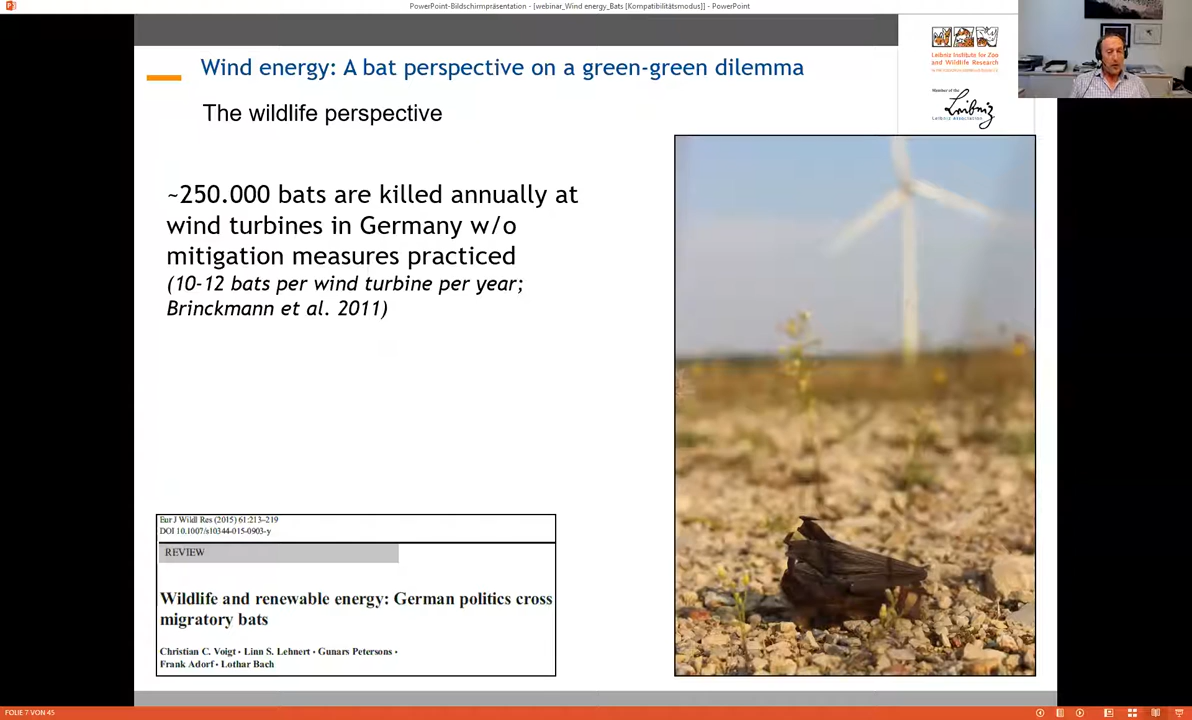 PowerPoint-Bildschirmpräsentation - [webinar_Wind energy_Bats [Kompatibilitätsmodus]] - PowerPoint
Leibniz Institute for Zoo
and Wildlife Research
Member of the
Leibniz
Leibniz Association
Wind energy: A bat perspective on a green-green dilemma
The wildlife perspective
~250.000 bats are killed annually at
wind turbines in Germany w/o
mitigation measures practiced
(10-12 bats per wind turbine per year;
Brinckmann et al. 2011)
Eur J Wildl Res (2015) 61:213–219
DOI 10.1007/s10344-015-0903-y
REVIEW
Wildlife and renewable energy: German politics cross
migratory bats
Christian C. Voigt · Linn S. Lehnert · Gunars Petersons ·
Frank Adorf · Lothar Bach
FOLIE 7 VON 45